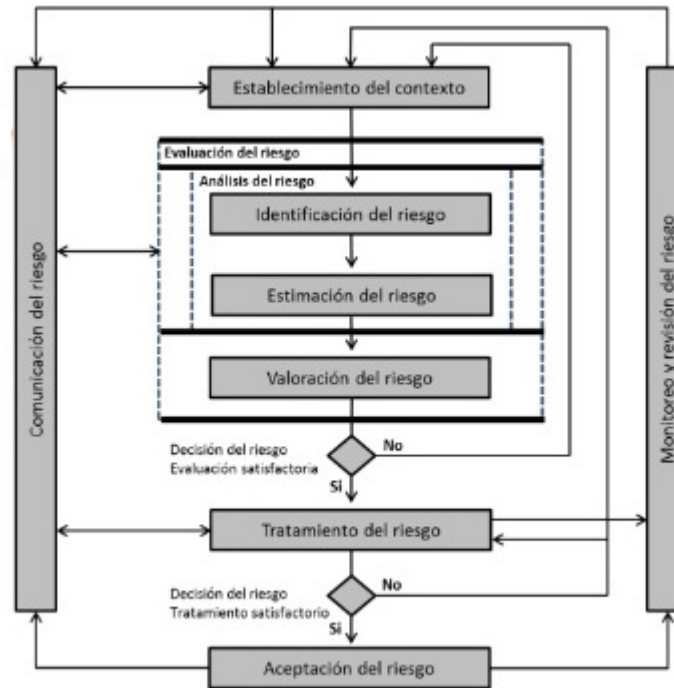 Establecimiento del contexto
Evaluación del riesgo
Análisis del riesgo
Identificación del riesgo
Estimación del riesgo
Valoración del riesgo
Comunicación del riesgo
Monitoreo y revisión del riesgo
Decisión del riesgo
Evaluación satisfactoria
No
Si
Tratamiento del riesgo
Decisión del riesgo
Tratamiento satisfactorio
No
Si
Aceptación del riesgo